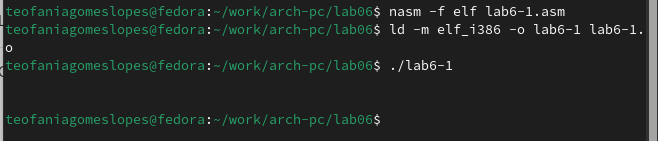 teofaniagomeslopes@fedora:~/work/arch-pc/lab06$ nasm -f elf lab6-1.asm
teofaniagomeslopes@fedora:~/work/arch-pc/lab06$ ld -m elf_i386 -o lab6-1 lab6-1.
o
teofaniagomeslopes@fedora:~/work/arch-pc/lab06$ ./lab6-1
teofaniagomeslopes@fedora:~/work/arch-pc/lab06$